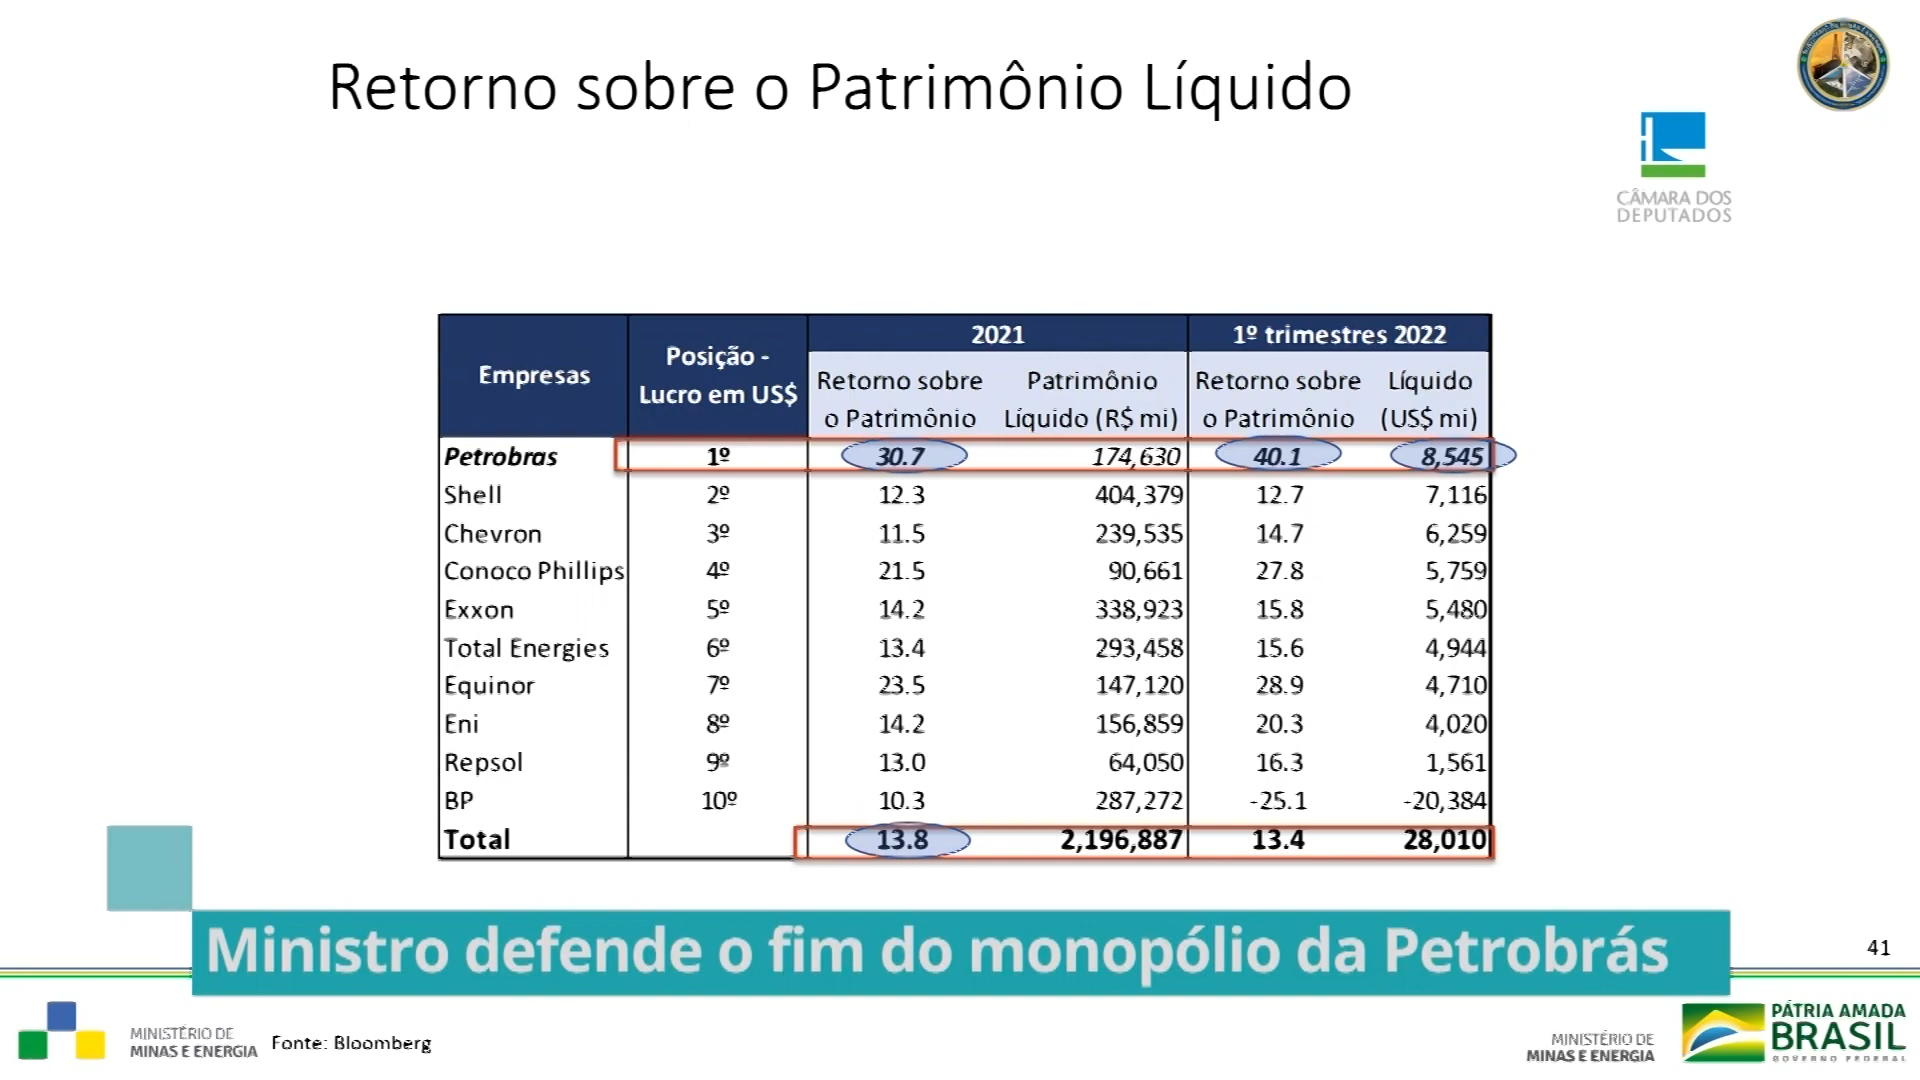 Retorno sobre o Patrimônio Líquido
CÂMARA DOS
DEPUTADOS
Empresas
Posição -
Lucro em US$
2021
1º trimestres 2022
Retorno sobre
o Patrimônio
Patrimônio
Líquido (R$ mi)
Retorno sobre
o Patrimônio
Líquido
(US$ mi)
Petrobras 1º 30.7 174,630 40.1 8,545
Shell 2º 12.3 404,379 12.7 7,116
Chevron 3º 11.5 239,535 14.7 6,259
Conoco Phillips 4º 21.5 90,661 27.8 5,759
Exxon 5º 14.2 338,923 15.8 5,480
Total Energies 6º 13.4 293,458 15.6 4,944
Equinor 7º 23.5 147,120 28.9 4,710
Eni 8º 14.2 156,859 20.3 4,020
Repsol 9º 13.0 64,050 16.3 1,561
BP 10º 10.3 287,272 -25.1 -20,384
Total 13.8 2,196,887 13.4 28,010
Ministro defende o fim do monopólio da Petrobrás
41
MINISTÉRIO DE
MINAS E ENERGIA
Fonte: Bloomberg
MINISTÉRIO DE
MINAS E ENERGIA
PÁTRIA AMADA
BRASIL
GOVERNO FEDERAL